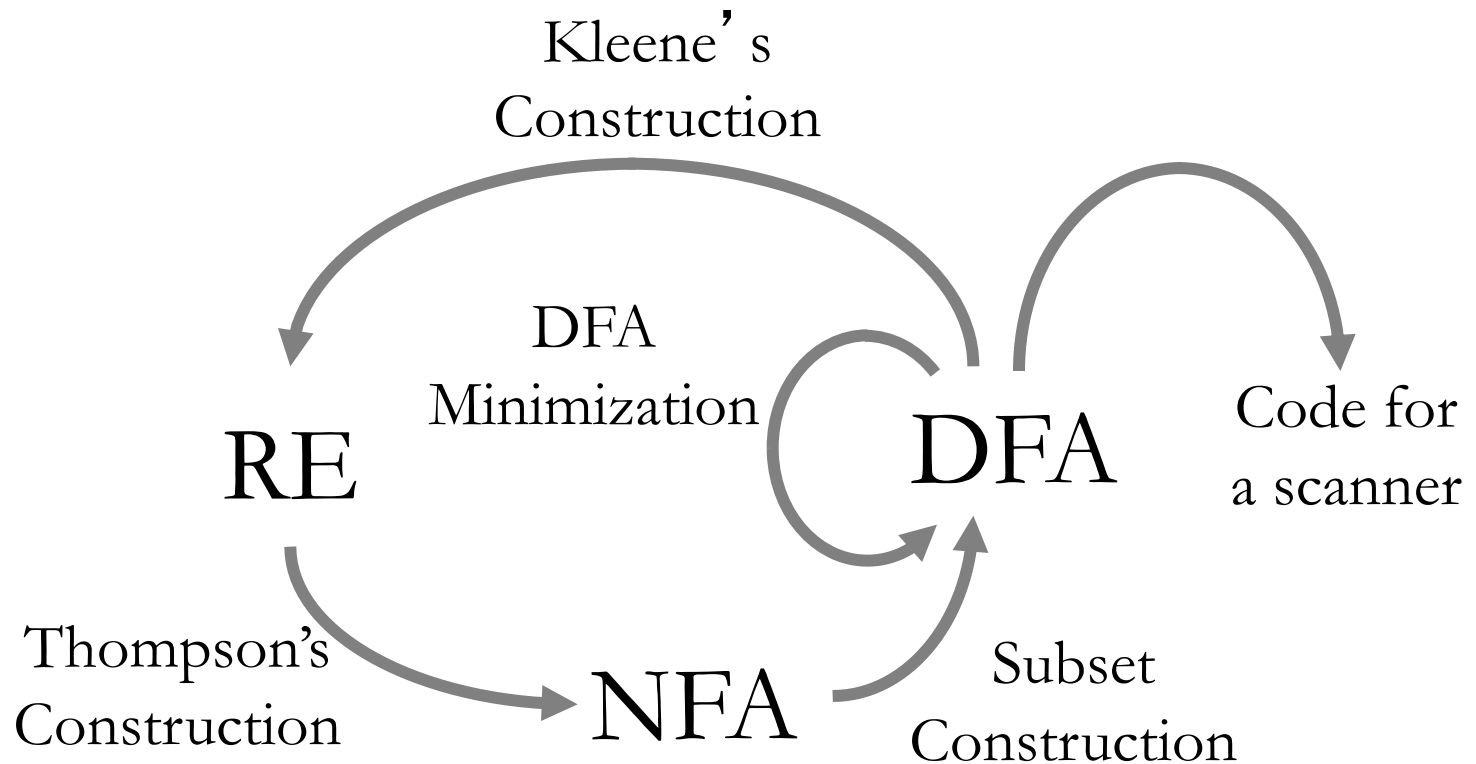 Kleene’s
Construction
DFA
Minimization
RE
DFA
Code for
a scanner
Thompson’s
Construction
NFA
Subset
Construction